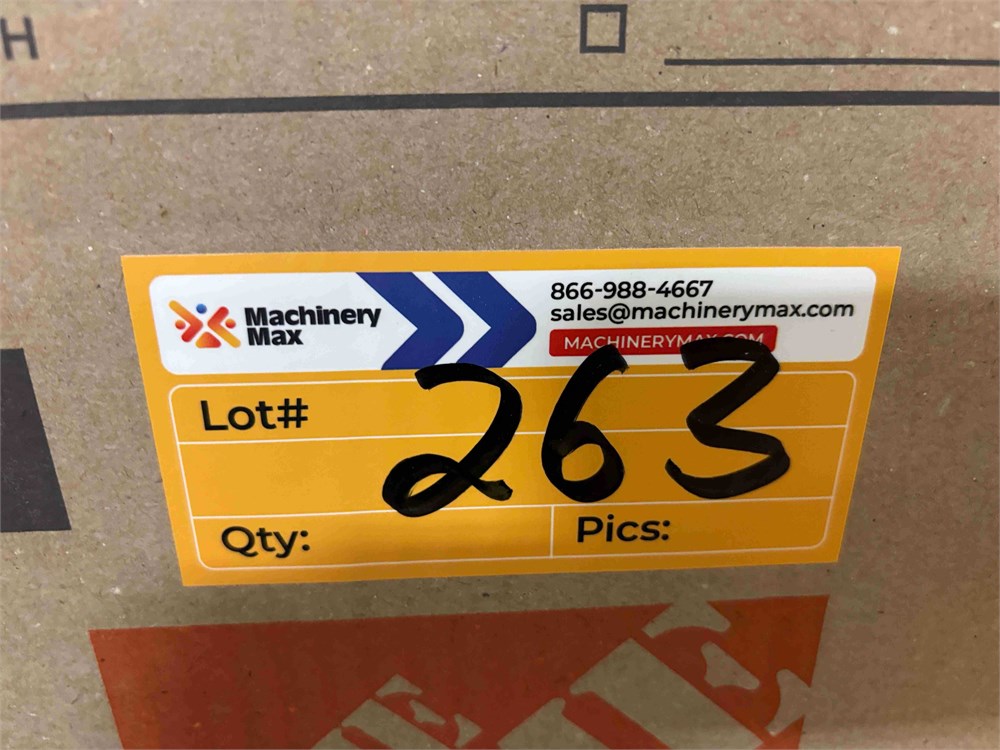 H
Machinery
Max
866-988-4667
sales@machinerymax.com
MACHINERYMAX.COM
Lot# 263
Qty:
Pics: